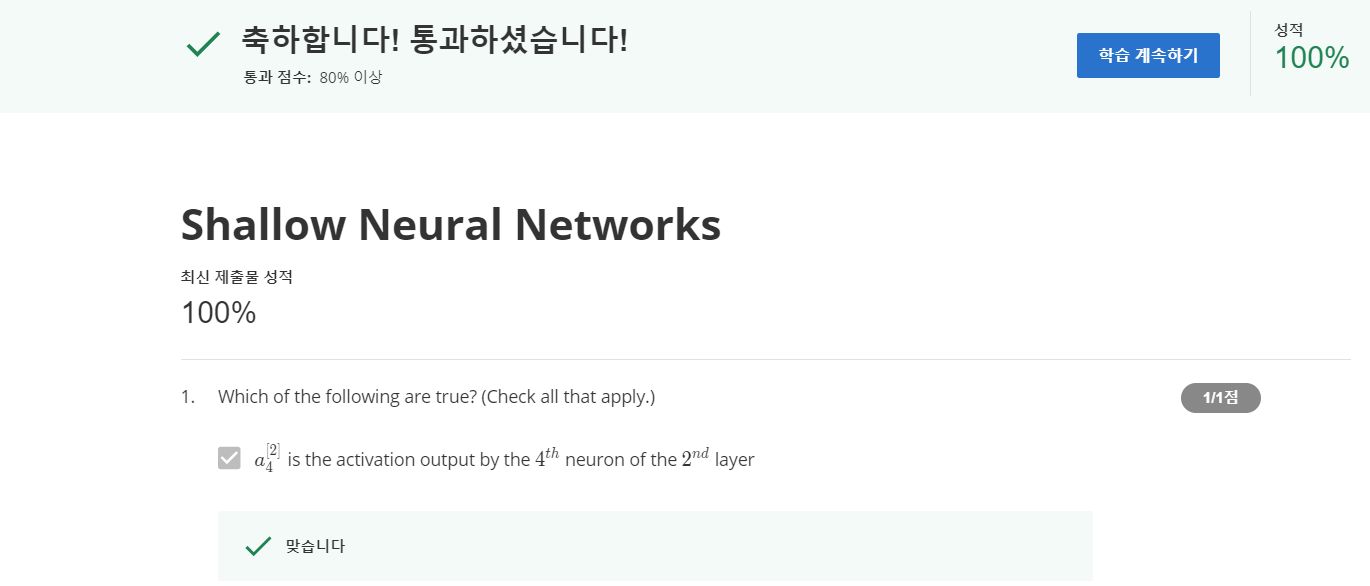 축하합니다! 통과하셨습니다!
통과 점수: 80% 이상
학습 계속하기
성적
100%
Shallow Neural Networks
최신 제출물 성적
100%
1. Which of the following are true? (Check all that apply.)
1/1점
a₄^[2] is the activation output by the 4^th neuron of the 2^nd layer
맞습니다